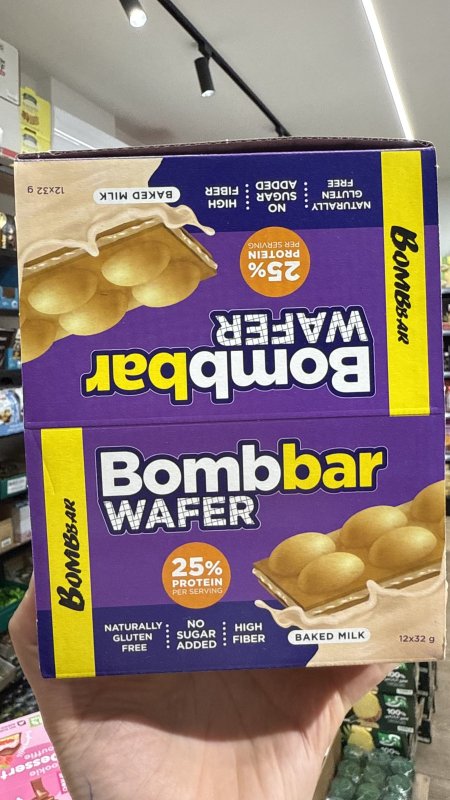 12x32 g
BAKED MILK
HIGH
FIBER
NO
SUGAR
ADDED
NATURALLY
GLUTEN
FREE
25%
PROTEIN
PER SERVING
BOMBBAR
Bombbar
WAFER
Bombbar
WAFER
BOMBBAR
25%
PROTEIN
PER SERVING
NATURALLY
GLUTEN
FREE
NO
SUGAR
ADDED
HIGH
FIBER
BAKED MILK
12x32 g
100%